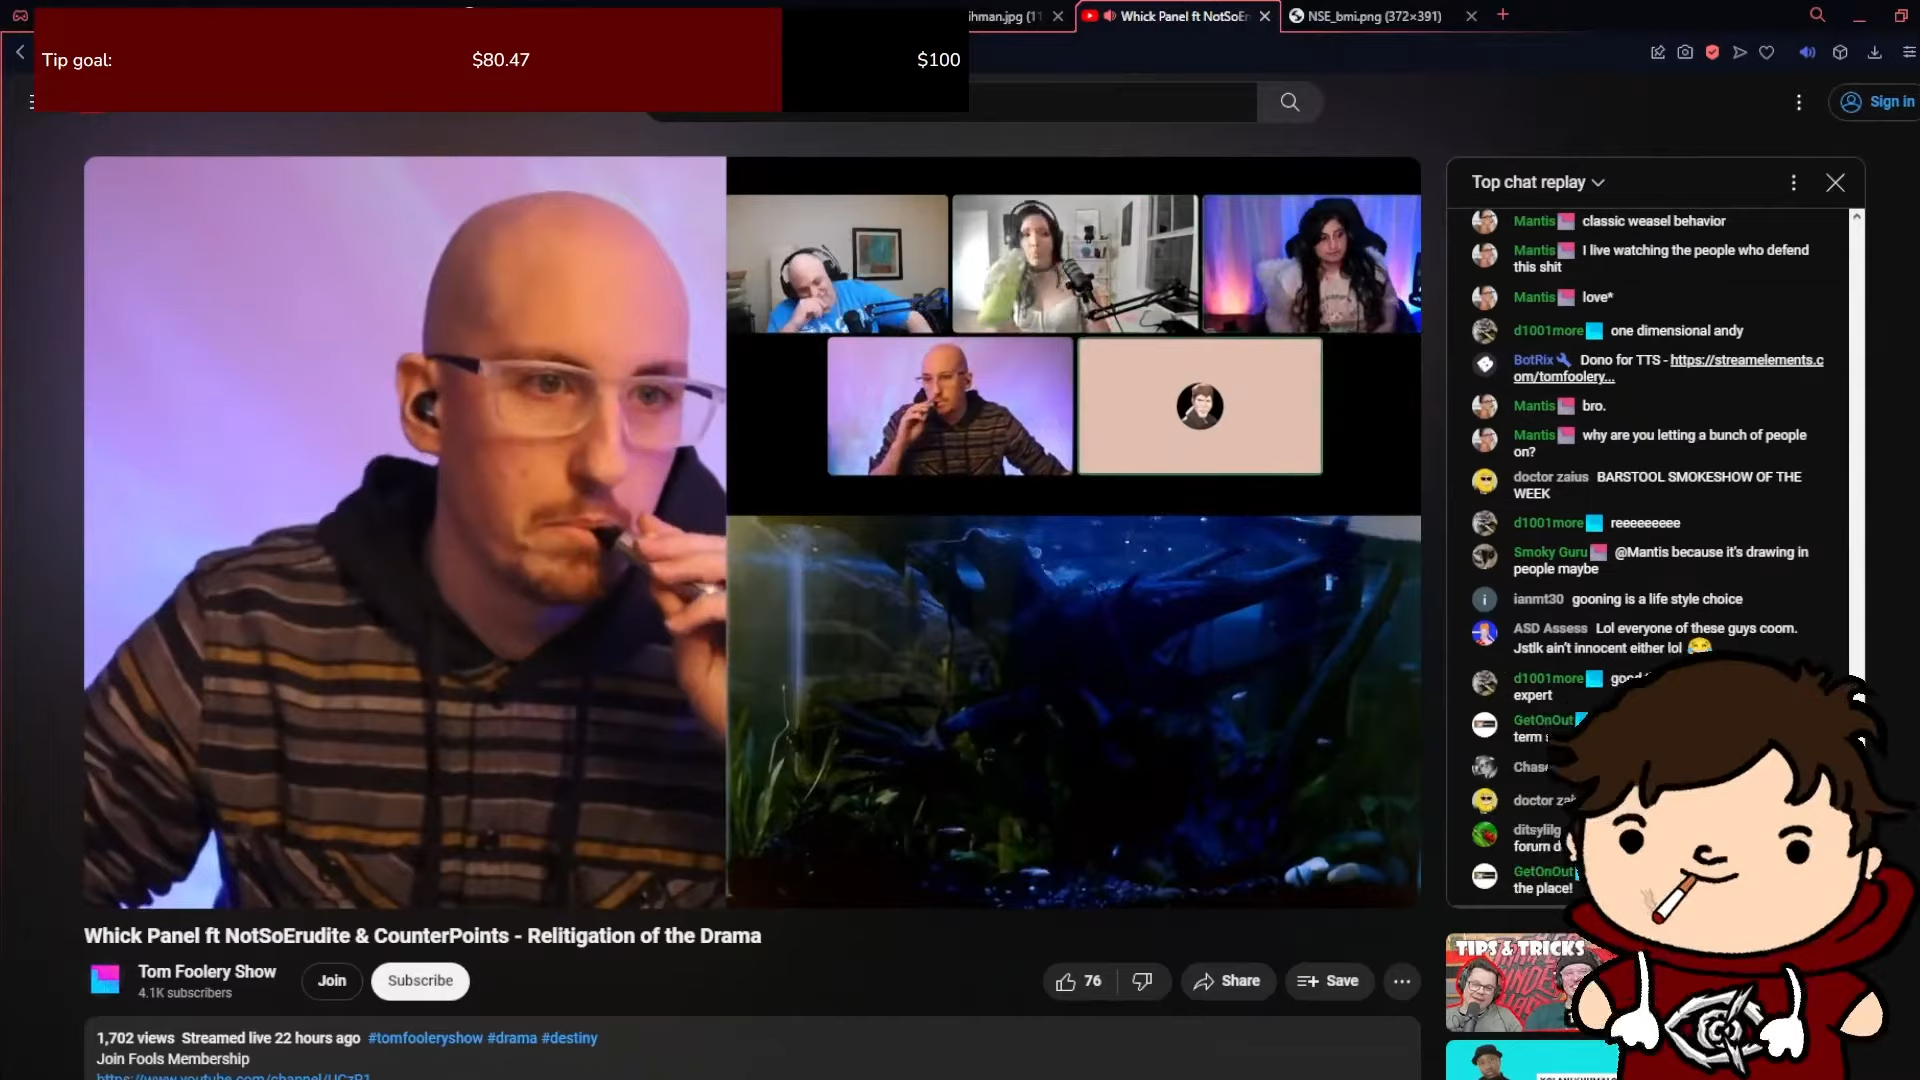 ihman.jpg (11
Whick Panel ft NotSoEr
NSE_bmi.png (372×391)
Tip goal:
$80.47
$100
Sign in
Top chat replay
Mantis classic weasel behavior
Mantis I live watching the people who defend
this shit
Mantis love*
d1001more one dimensional andy
BotRix Dono for TTS - https://streamelements.c
om/tomfoolery...
Mantis bro.
Mantis why are you letting a bunch of people
on?
doctor zaius BARSTOOL SMOKESHOW OF THE
WEEK
d1001more reeeeeeeee
Smoky Guru @Mantis because it's drawing in
people maybe
i
ianmt30 gooning is a life style choice
ASD Assess Lol everyone of these guys coom.
Jstlk ain't innocent either lol
d1001more
expert
GetOnOut
term
Chase
doctor zai
ditsylilg
forum d
GetOnOut
the place!
Whick Panel ft NotSoErudite & CounterPoints - Relitigation of the Drama
Tom Foolery Show
4.1K subscribers
Join
Subscribe
76
Share
Save
TIPS & TRICKS
1,702 views Streamed live 22 hours ago #tomfooleryshow #drama #destiny
Join Fools Membership